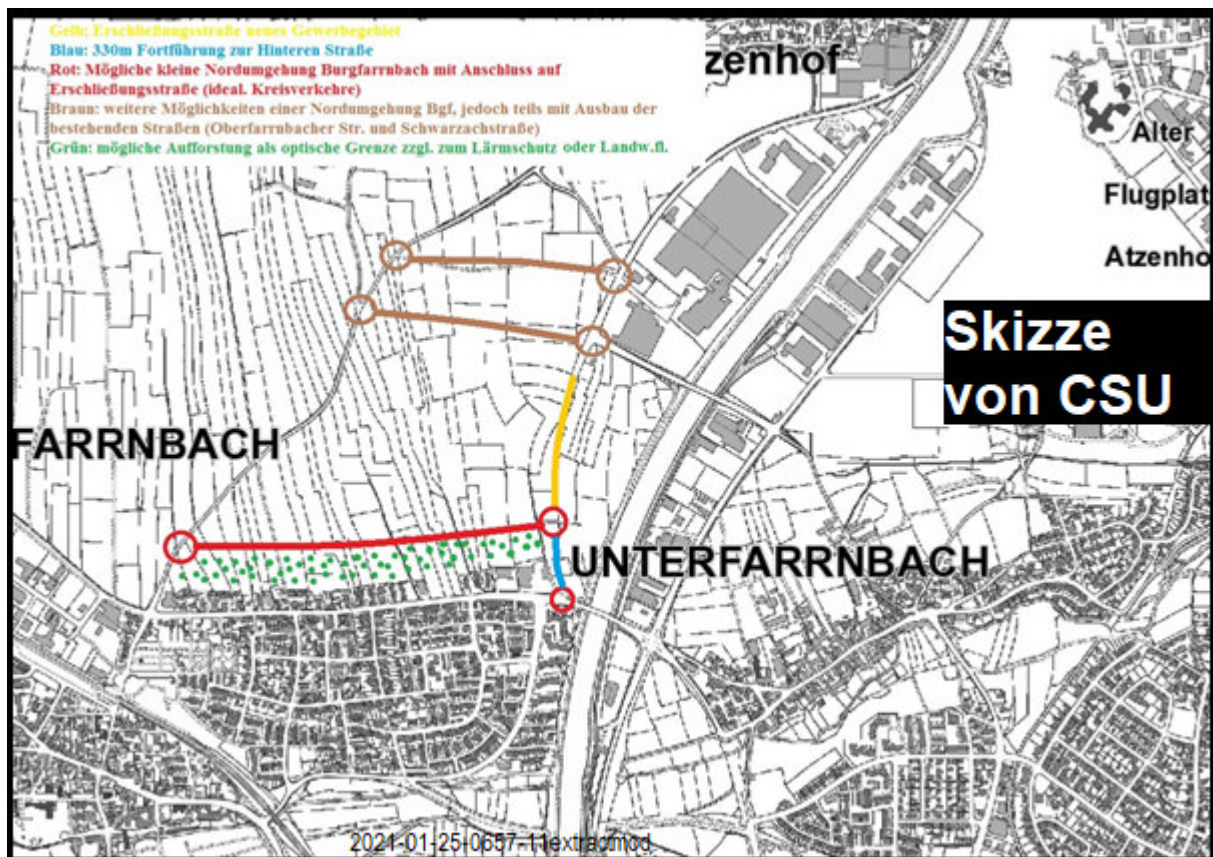 Gelb: Erschließungsstraße neues Gewerbegebiet
Blau: 330m Fortführung zur Hinteren Straße
Rot: Mögliche kleine Nordumgehung Burgfarrnbach mit Anschluss auf
Erschließungsstraße (ideal. Kreisverkehre)
Braun: weitere Möglichkeiten einer Nordumgehung Bgf, jedoch teils mit Ausbau der
bestehenden Straßen (Oberfarrnbacher Str. und Schwarzachstraße)
Grün: mögliche Aufforstung als optische Grenze zzgl. zum Lärmschutz oder Landw.fl.
zenhof
Alter
Flugplat
Atzenho
Skizze
von CSU
FARRNBACH
UNTERFARRNBACH
2021-01-25-0657-11extractmod